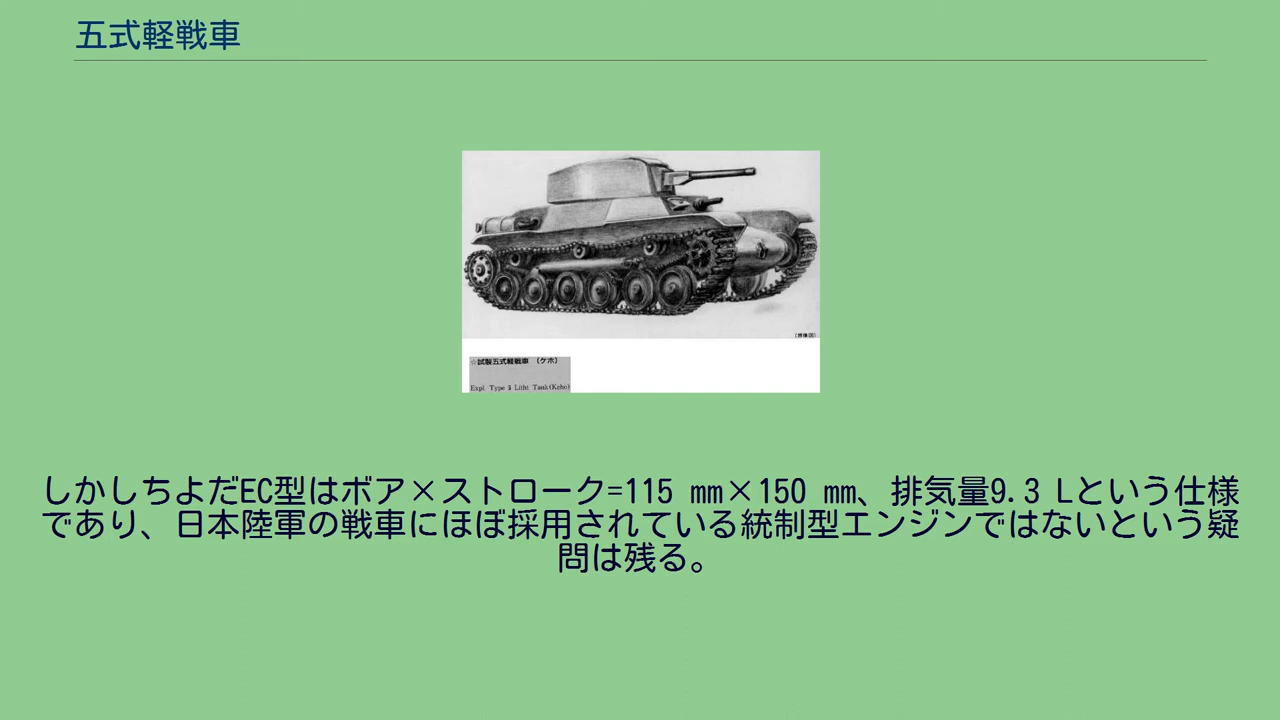 五式軽戦車
(想像図)
☆試製五式軽戦車 (ケホ)
Expl. Type 5 Litht Tank(Keho)
しかしちよだEC型はボア×ストローク=115 mm×150 mm、排気量9.3 Lという仕様
であり、日本陸軍の戦車にほぼ採用されている統制型エンジンではないという疑
問は残る。